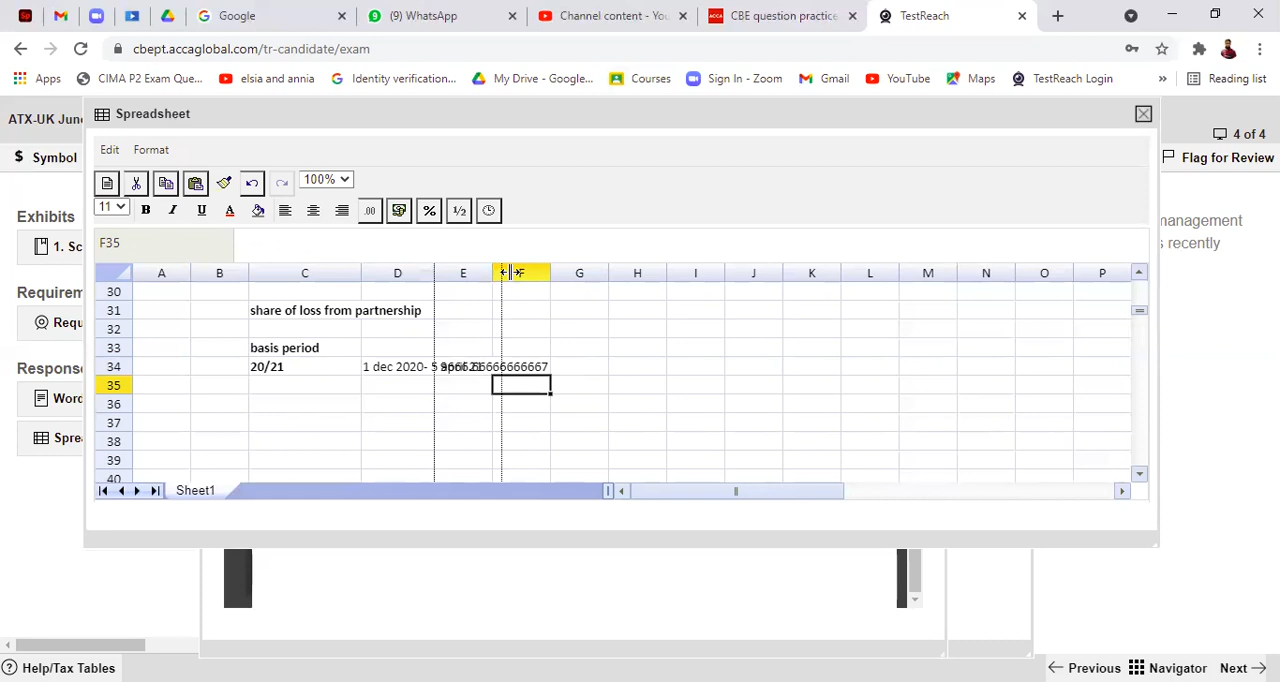 Google
(9) WhatsApp
Channel content - You
CBE question practice
TestReach
cbept.accaglobal.com/tr-candidate/exam
Apps
CIMA P2 Exam Que...
elsia and annia
Identity verification...
My Drive - Google...
Courses
Sign In - Zoom
Gmail
YouTube
Maps
TestReach Login
»
Reading list
ATX-UK June
Spreadsheet
4 of 4
$ Symbol
Edit Format
Flag for Review
100%
11 B I U A .00 % 1/2
Exhibits
1. Sc
management
s recently
F35
A B C D E F G H I J K L M N O P
30
31 share of loss from partnership
32
33 basis period
34 20/21 1 dec 2020- 5 april 21
35
36
37
38
39
40
Requirem
Requ
Respons
Word
Sprea
Sheet1
? Help/Tax Tables
Previous
Navigator
Next